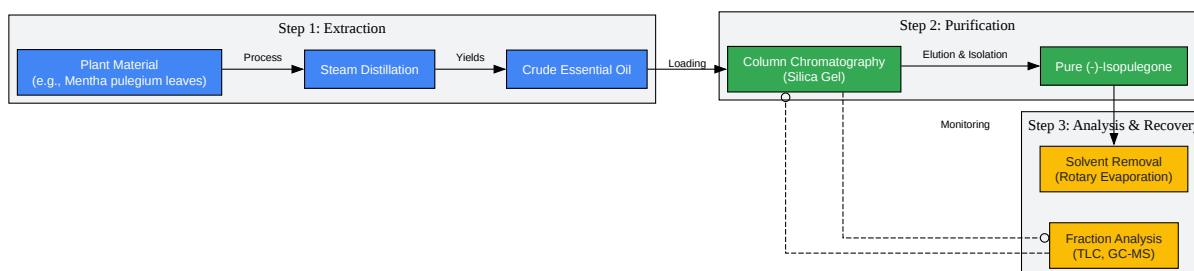 Step 1: Extraction
Plant Material
(e.g., Mentha pulegium leaves)
Process
Steam Distillation
Yields
Crude Essential Oil
Loading
Step 2: Purification
Column Chromatography
(Silica Gel)
Elution & Isolation
Pure (-)-Isopulegone
Monitoring
Step 3: Analysis & Recovery
Solvent Removal
(Rotary Evaporation)
Fraction Analysis
(TLC, GC-MS)